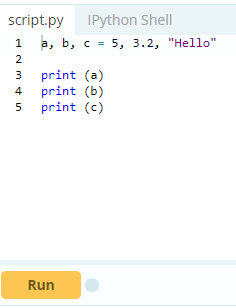 script.py IPython Shell
1 a, b, c = 5, 3.2, "Hello"
2
3 print (a)
4 print (b)
5 print (c)
Run